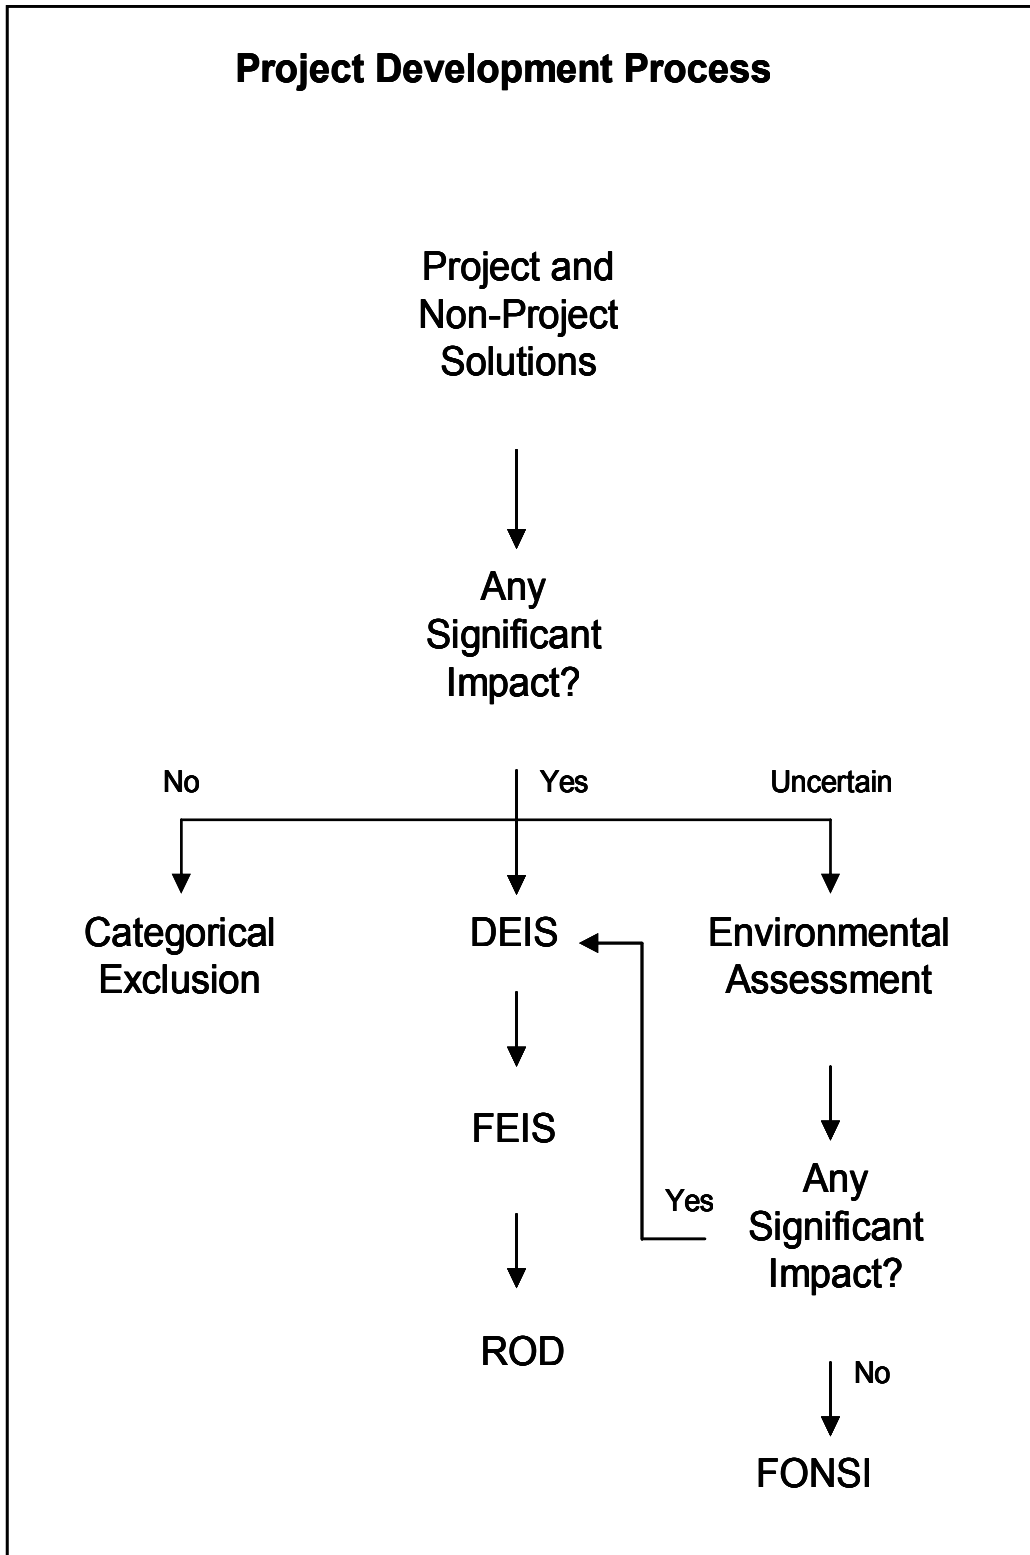 Project Development Process
Project and
Non-Project
Solutions
Any
Significant
Impact?
No
Yes
Uncertain
Categorical
Exclusion
DEIS
Environmental
Assessment
FEIS
Yes
Any
Significant
Impact?
ROD
No
FONSI